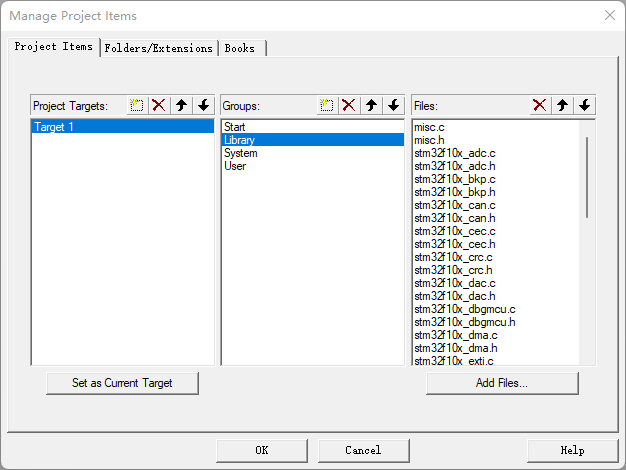 Manage Project Items
Project Items
Folders/Extensions
Books
Project Targets:
Groups:
Files:
Target 1
Start
Library
System
User
misc.c
misc.h
stm32f10x_adc.c
stm32f10x_adc.h
stm32f10x_bkp.c
stm32f10x_bkp.h
stm32f10x_can.c
stm32f10x_can.h
stm32f10x_cec.c
stm32f10x_cec.h
stm32f10x_crc.c
stm32f10x_crc.h
stm32f10x_dac.c
stm32f10x_dac.h
stm32f10x_dbgmcu.c
stm32f10x_dbgmcu.h
stm32f10x_dma.c
stm32f10x_dma.h
stm32f10x_exti.c
Set as Current Target
Add Files...
OK
Cancel
Help